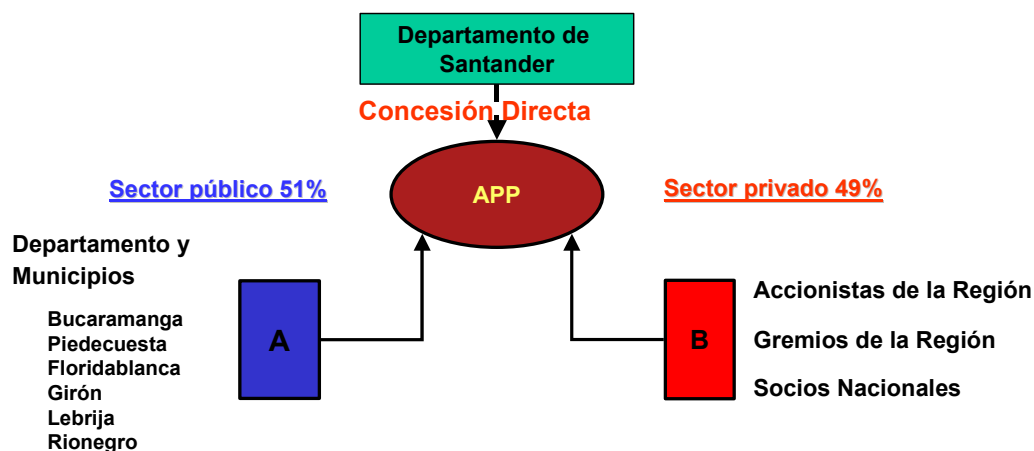 Departamento de
Santander
Concesión Directa
APP
Sector público 51%
Sector privado 49%
Departamento y
Municipios
Bucaramanga
Piedecuesta
Floridablanca
Girón
Lebrija
Rionegro
A
B
Accionistas de la Región
Gremios de la Región
Socios Nacionales